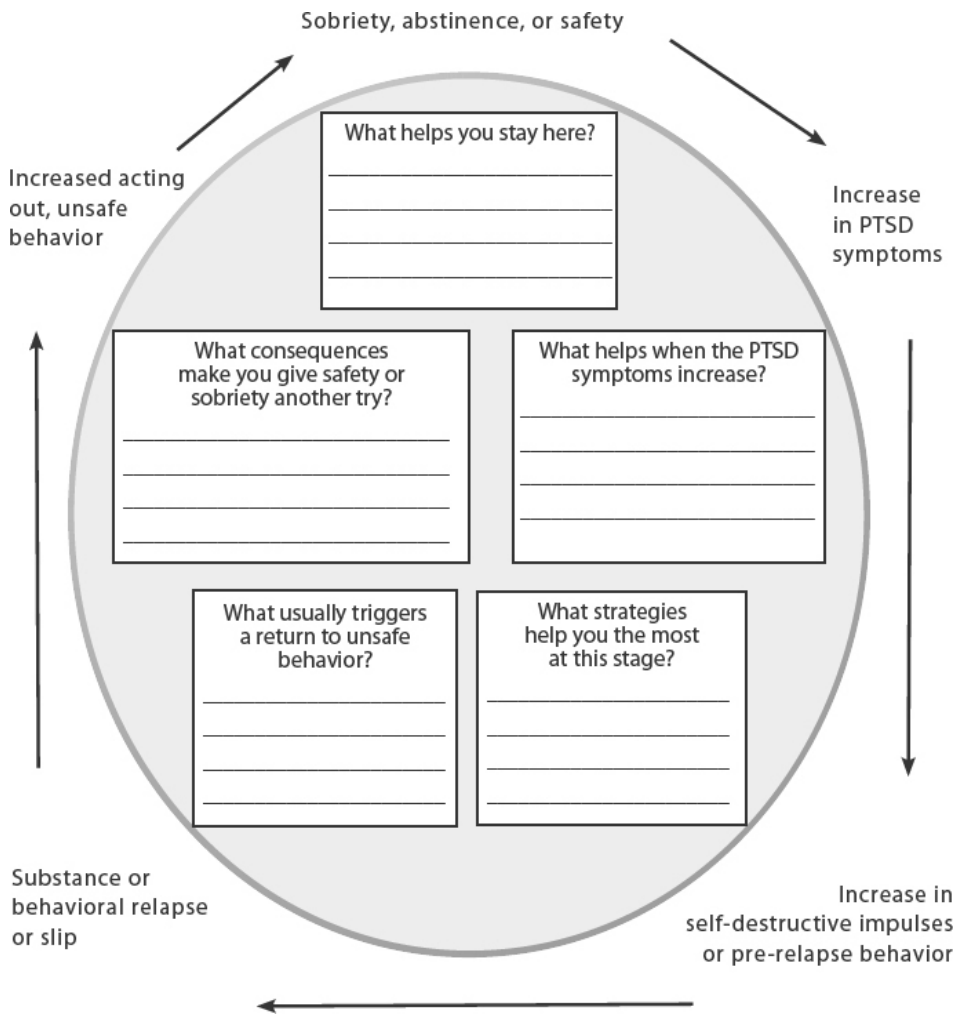 Sobriety, abstinence, or safety
Increase
in PTSD
symptoms
Increase in
self-destructive impulses
or pre-relapse behavior
Substance or
behavioral relapse
or slip
Increased acting
out, unsafe
behavior
What helps you stay here?
What helps when the PTSD
symptoms increase?
What strategies
help you the most
at this stage?
What usually triggers
a return to unsafe
behavior?
What consequences
make you give safety or
sobriety another try?